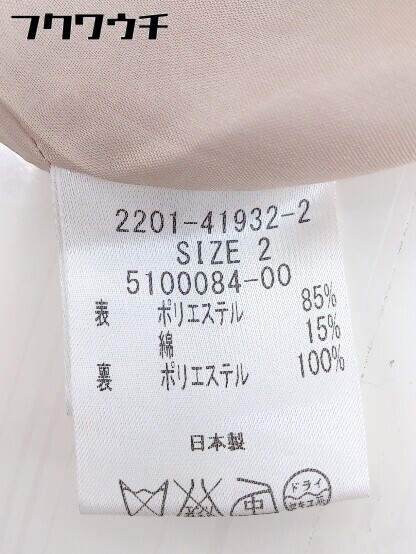 フクワウチ
2201-41932-2
SIZE 2
5100084-00
表 ポリエステル 85%
綿 15%
裏 ポリエステル 100%
日本製
中 ドライ